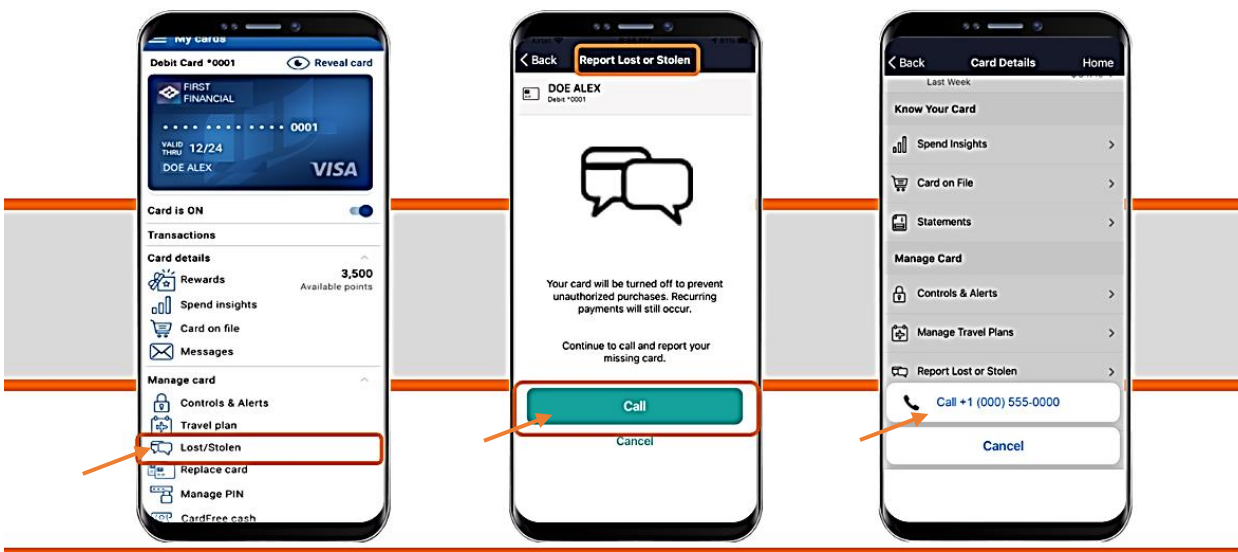 My cards
Debit Card *0001
Reveal card
FIRST
FINANCIAL
0001
VALID
THRU 12/24
DOE ALEX
VISA
Card is ON
Transactions
Card details
Rewards
3,500
Available points
Spend insights
Card on file
Messages
Manage card
Controls & Alerts
Travel plan
Lost/Stolen
Replace card
Manage PIN
CardFree cash
Back
Report Lost or Stolen
DOE ALEX
Debit *0001
Your card will be turned off to prevent
unauthorized purchases. Recurring
payments will still occur.
Continue to call and report your
missing card.
Call
Cancel
Back
Card Details
Home
Last Week
Know Your Card
Spend Insights
Card on File
Statements
Manage Card
Controls & Alerts
Manage Travel Plans
Report Lost or Stolen
Call +1 (000) 555-0000
Cancel